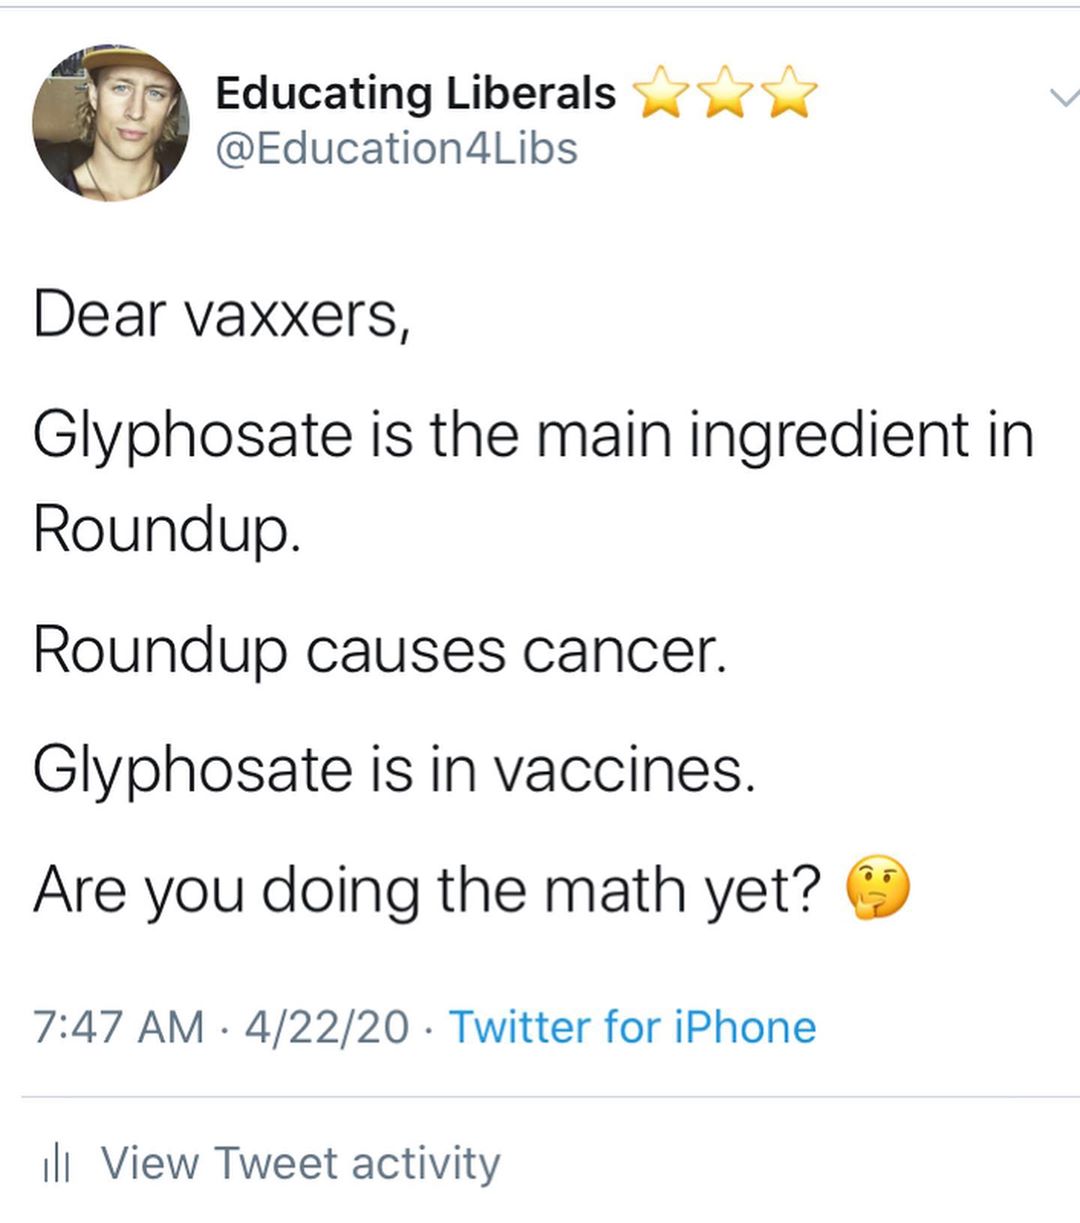 Educating Liberals ⭐⭐⭐
@Education4Libs
Dear vaxxers,
Glyphosate is the main ingredient in
Roundup.
Roundup causes cancer.
Glyphosate is in vaccines.
Are you doing the math yet? 🤔
7:47 AM · 4/22/20 · Twitter for iPhone
View Tweet activity